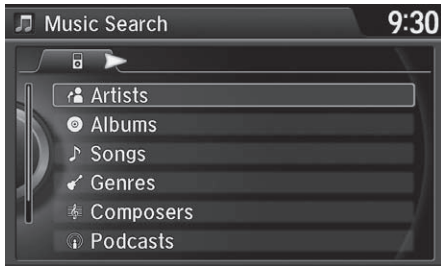 Music Search
9:30
Artists
Albums
Songs
Genres
Composers
Podcasts